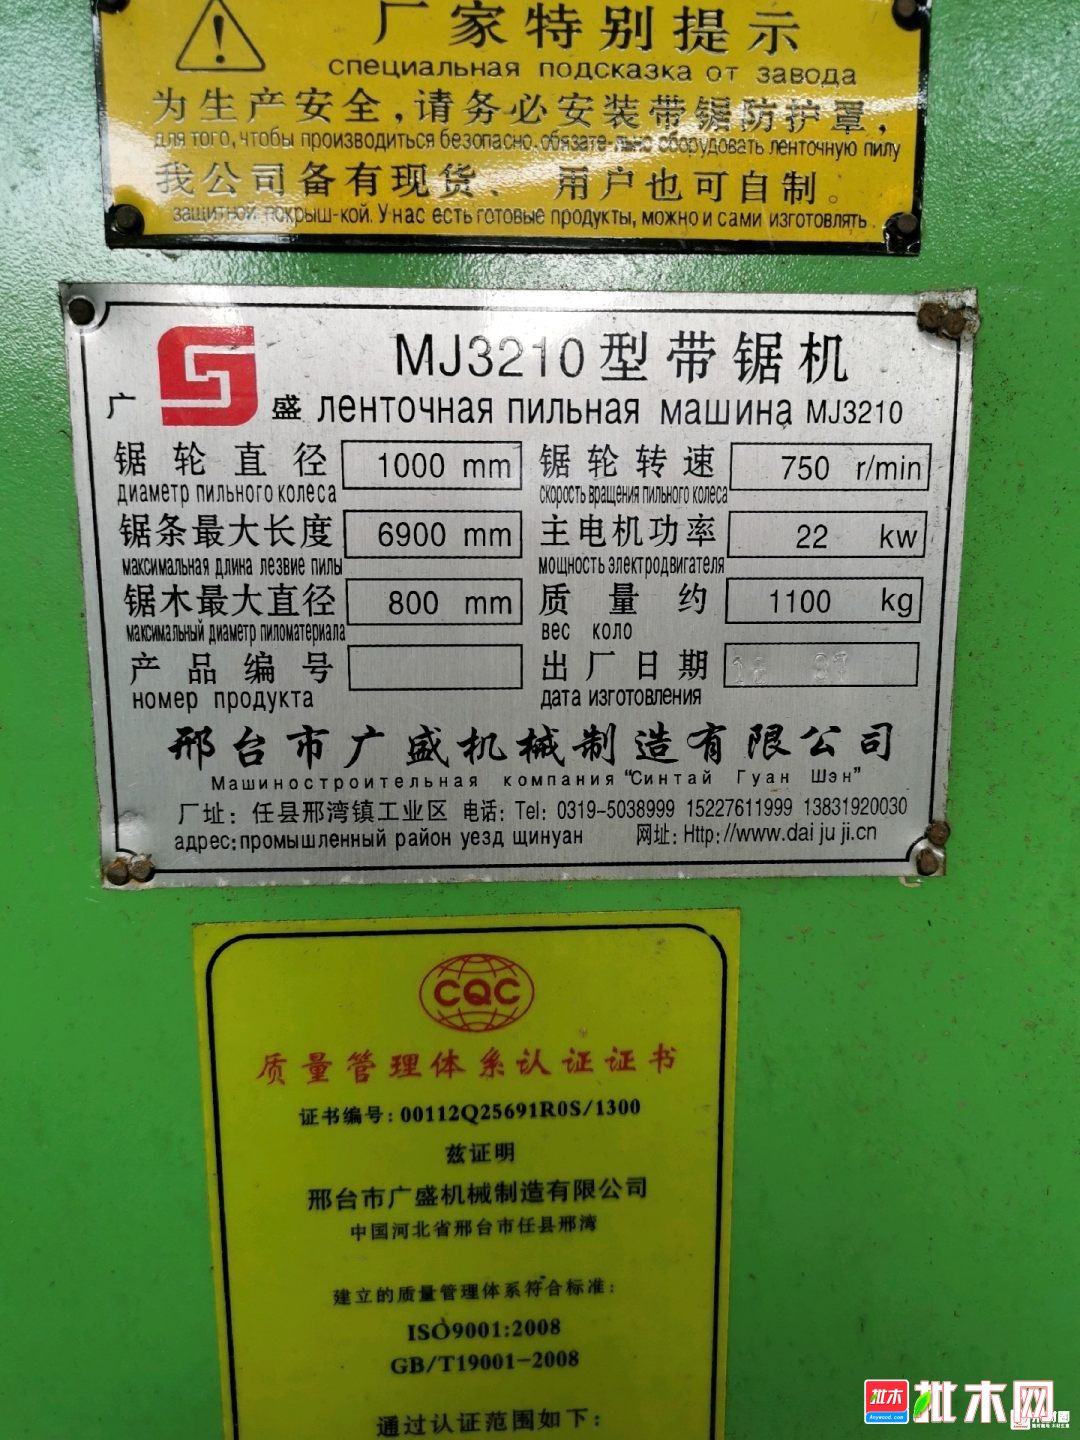 厂家特别提示
специальная подсказка от завода
为生产安全,请务必安装带锯防护罩,
для того, чтобы производиться безопасно, обязате-льно оборудовать ленточную пилу
我公司备有现货、 用户也可自制。
защитной покрыш-кой. У нас есть готовые продукты, можно и сами изготовлять.
MJ3210型带锯机
广 盛 ленточная пильная машина MJ3210
锯轮直径 1000 mm 锯轮转速 750 r/min
диаметр пильного колеса скорость вращения пильного колеса
锯条最大长度 6900 mm 主电机功率 22 kw
максимальная длина лезвие пилы мощность электродвигателя
锯木最大直径 800 mm 质量约 1100 kg
максимальный диаметр пиломатериала вес коло
产品编号 出厂日期
номер продукта дата изготовления
邢台市广盛机械制造有限公司
Машиностроительная компания "Синтай Гуан Шэн"
厂址: 任县邢湾镇工业区 电话: Tel: 0319-5038999 15227611999 13831920030
адрес: промышленный район уезд щинуан 网址: Http://www.daijuji.cn
CQC
质量管理体系认证证书
证书编号: 00112Q25691R0S/1300
兹证明
邢台市广盛机械制造有限公司
中国河北省邢台市任县邢湾
建立的质量管理体系符合标准:
ISO9001:2008
GB/T19001-2008
通过认证范围如下:
批木 批木网
Anywood.com